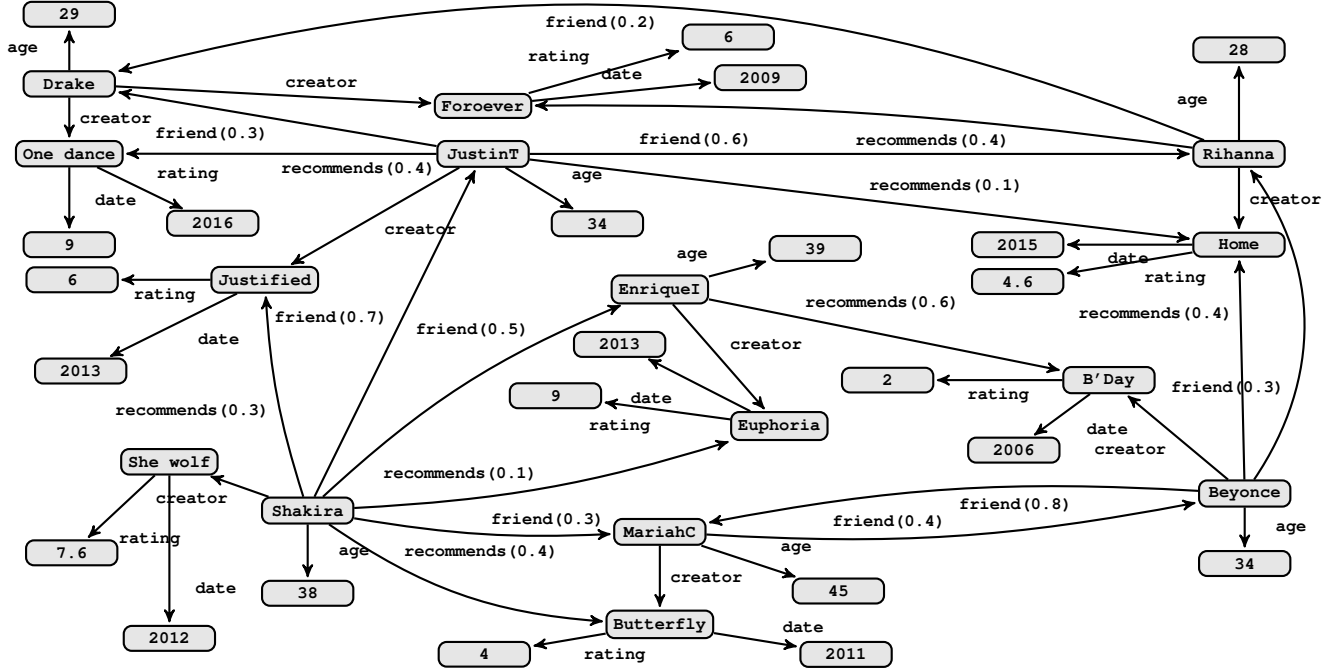 29
friend(0.2)
6
age
rating
28
date
2009
Drake
creator
Foroever
age
creator
friend(0.3)
friend(0.6)
recommends(0.4)
One dance
JustinT
Rihanna
rating
recommends(0.4)
age
recommends(0.1)
date
creator
2016
34
creator
9
39
2015
Home
age
date
6
Justified
4.6
rating
rating
EnriqueI
recommends(0.6)
friend(0.7)
friend(0.5)
recommends(0.4)
date
2013
creator
2013
2
B'Day
rating
friend(0.3)
9
date
recommends(0.3)
rating
Euphoria
date
2006
creator
She wolf
recommends(0.1)
creator
Beyonce
Shakira
friend(0.3)
friend(0.4)
friend(0.8)
MariahC
age
rating
7.6
age
recommends(0.4)
age
34
creator
date
38
45
Butterfly
date
2012
4
rating
2011